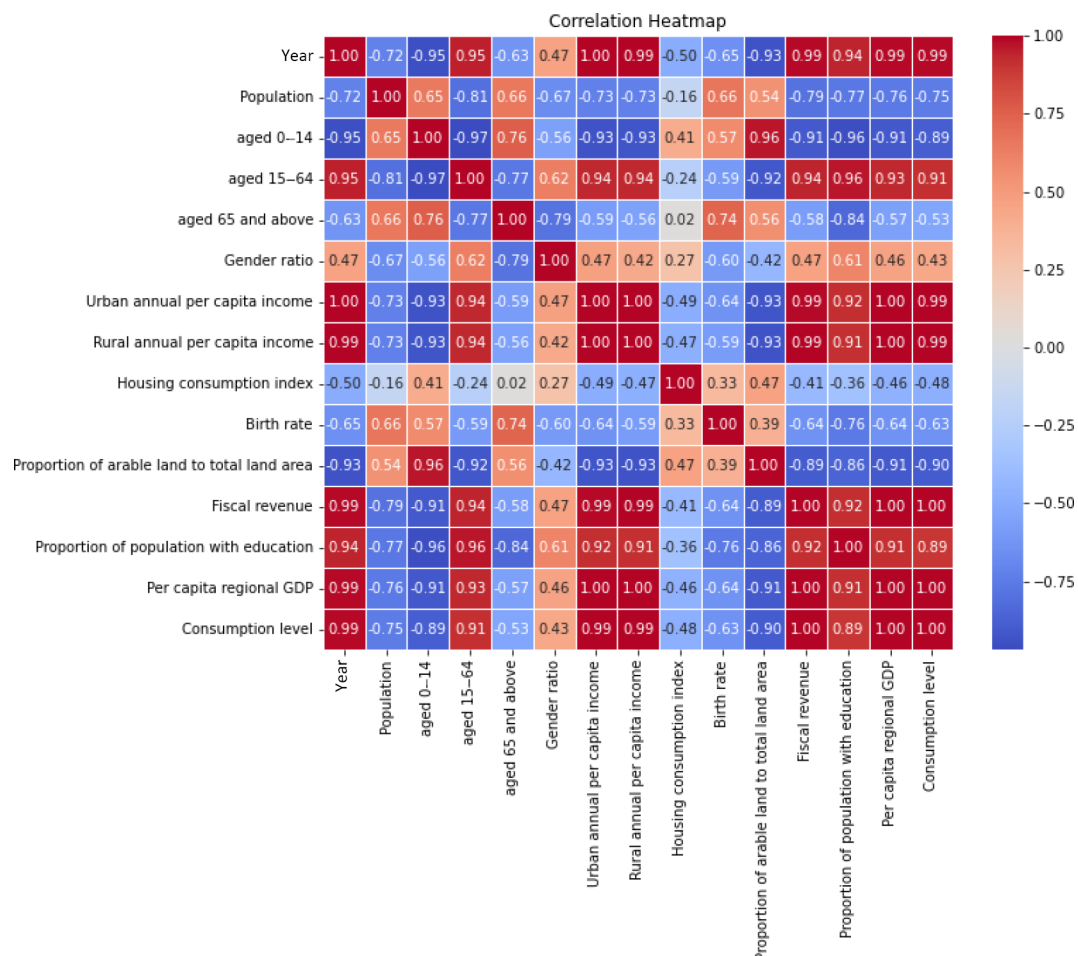 Correlation Heatmap
Year 1.00 -0.72 -0.95 0.95 -0.63 0.47 1.00 0.99 -0.50 -0.65 -0.93 0.99 0.94 0.99 0.99
Population -0.72 1.00 0.65 -0.81 0.66 -0.67 -0.73 -0.73 -0.16 0.66 0.54 -0.79 -0.77 -0.76 -0.75
aged 0–14 -0.95 0.65 1.00 -0.97 0.76 -0.56 -0.93 -0.93 0.41 0.57 0.96 -0.91 -0.96 -0.91 -0.89
aged 15–64 0.95 -0.81 -0.97 1.00 -0.77 0.62 0.94 0.94 -0.24 -0.59 -0.92 0.94 0.96 0.93 0.91
aged 65 and above -0.63 0.66 0.76 -0.77 1.00 -0.79 -0.59 -0.56 0.02 0.74 0.56 -0.58 -0.84 -0.57 -0.53
Gender ratio 0.47 -0.67 -0.56 0.62 -0.79 1.00 0.47 0.42 0.27 -0.60 -0.42 0.47 0.61 0.46 0.43
Urban annual per capita income 1.00 -0.73 -0.93 0.94 -0.59 0.47 1.00 1.00 -0.49 -0.64 -0.93 0.99 0.92 1.00 0.99
Rural annual per capita income 0.99 -0.73 -0.93 0.94 -0.56 0.42 1.00 1.00 -0.47 -0.59 -0.93 0.99 0.91 1.00 0.99
Housing consumption index -0.50 -0.16 0.41 -0.24 0.02 0.27 -0.49 -0.47 1.00 0.33 0.47 -0.41 -0.36 -0.46 -0.48
Birth rate -0.65 0.66 0.57 -0.59 0.74 -0.60 -0.64 -0.59 0.33 1.00 0.39 -0.64 -0.76 -0.64 -0.63
Proportion of arable land to total land area -0.93 0.54 0.96 -0.92 0.56 -0.42 -0.93 -0.93 0.47 0.39 1.00 -0.89 -0.86 -0.91 -0.90
Fiscal revenue 0.99 -0.79 -0.91 0.94 -0.58 0.47 0.99 0.99 -0.41 -0.64 -0.89 1.00 0.92 1.00 1.00
Proportion of population with education 0.94 -0.77 -0.96 0.96 -0.84 0.61 0.92 0.91 -0.36 -0.76 -0.86 0.92 1.00 0.91 0.89
Per capita regional GDP 0.99 -0.76 -0.91 0.93 -0.57 0.46 1.00 1.00 -0.46 -0.64 -0.91 1.00 0.91 1.00 1.00
Consumption level 0.99 -0.75 -0.89 0.91 -0.53 0.43 0.99 0.99 -0.48 -0.63 -0.90 1.00 0.89 1.00 1.00
Year
Population
aged 0–14
aged 15–64
aged 65 and above
Gender ratio
Urban annual per capita income
Rural annual per capita income
Housing consumption index
Birth rate
Proportion of arable land to total land area
Fiscal revenue
Proportion of population with education
Per capita regional GDP
Consumption level
1.00
0.75
0.50
0.25
0.00
−0.25
−0.50
−0.75